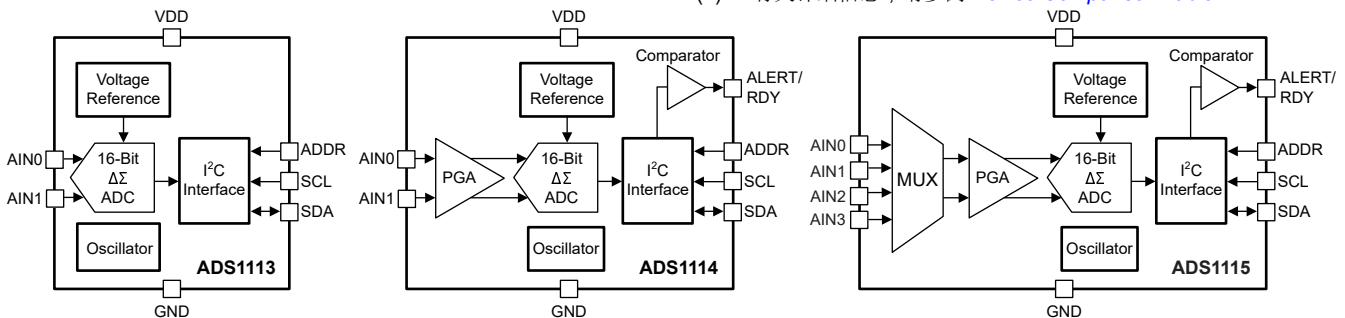 VDD
Voltage
Reference
AIN0
AIN1
16-Bit
ΔΣ
ADC
I²C
Interface
ADDR
SCL
SDA
Oscillator
ADS1113
GND
VDD
Comparator
Voltage
Reference
ALERT/
RDY
AIN0
AIN1
PGA
16-Bit
ΔΣ
ADC
I²C
Interface
ADDR
SCL
SDA
Oscillator
ADS1114
GND
VDD
Comparator
Voltage
Reference
ALERT/
RDY
AIN0
AIN1
AIN2
AIN3
MUX
PGA
16-Bit
ΔΣ
ADC
I²C
Interface
ADDR
SCL
SDA
Oscillator
ADS1115
GND